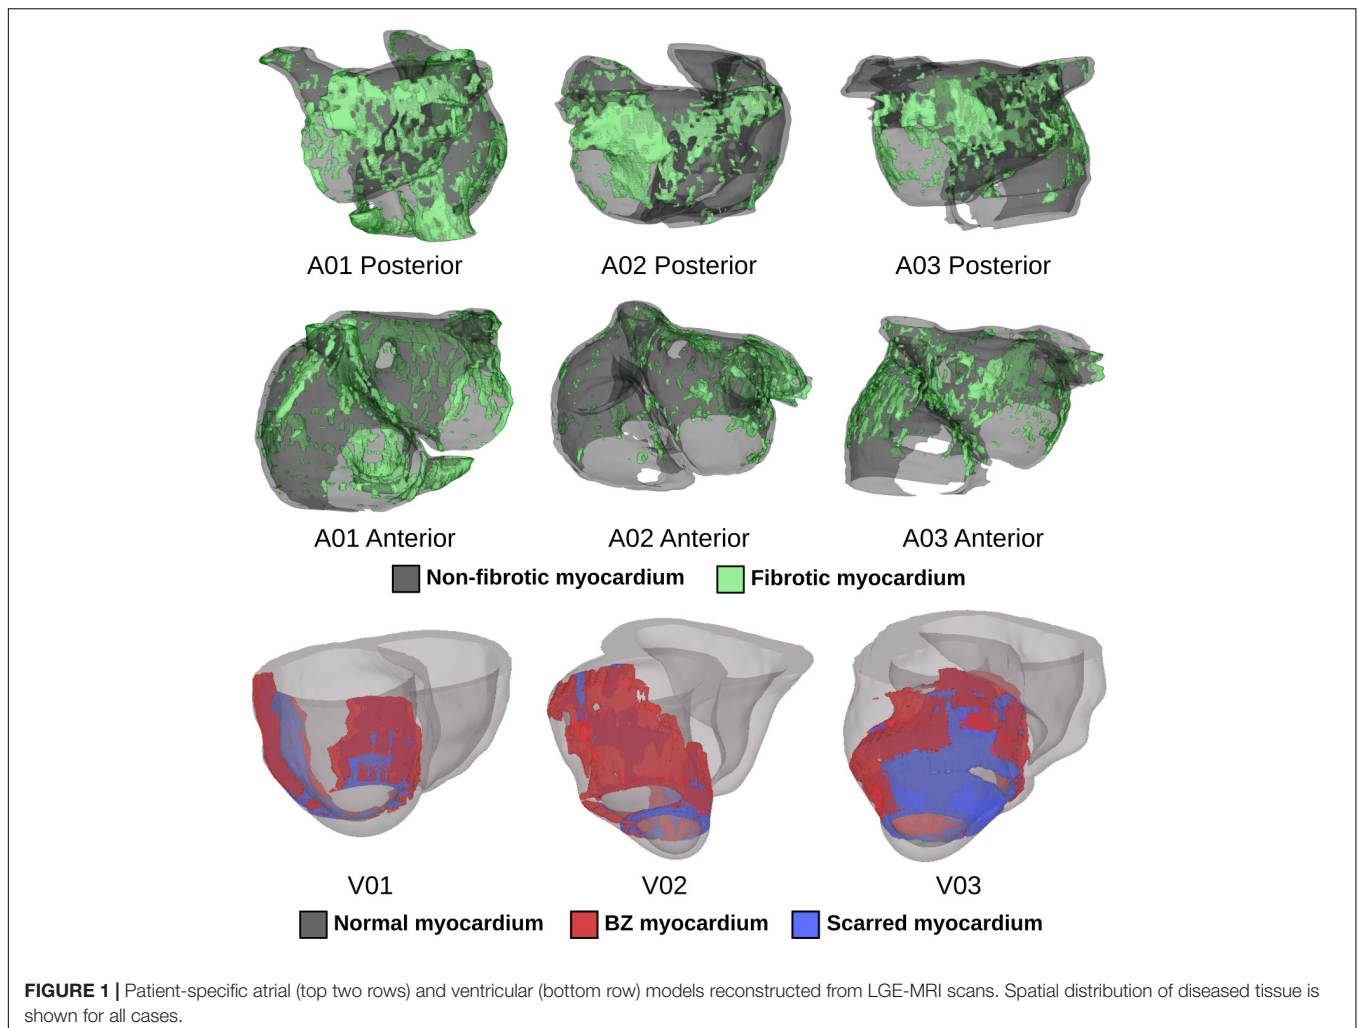 A01 Posterior A02 Posterior A03 Posterior
A01 Anterior A02 Anterior A03 Anterior
Non-fibrotic myocardium Fibrotic myocardium
V01 V02 V03
Normal myocardium BZ myocardium Scarred myocardium
FIGURE 1 | Patient-specific atrial (top two rows) and ventricular (bottom row) models reconstructed from LGE-MRI scans. Spatial distribution of diseased tissue is
shown for all cases.